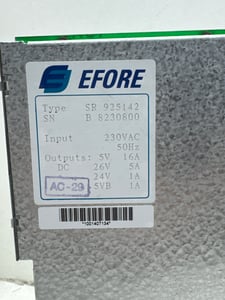 EFORE
Type SR 925142
SN B 8230800
Input 230VAC
50Hz
Outputs: 5V 16A
DC 26V 5A
24V 1A
AC-29 -5VB 1A
*1001407134*